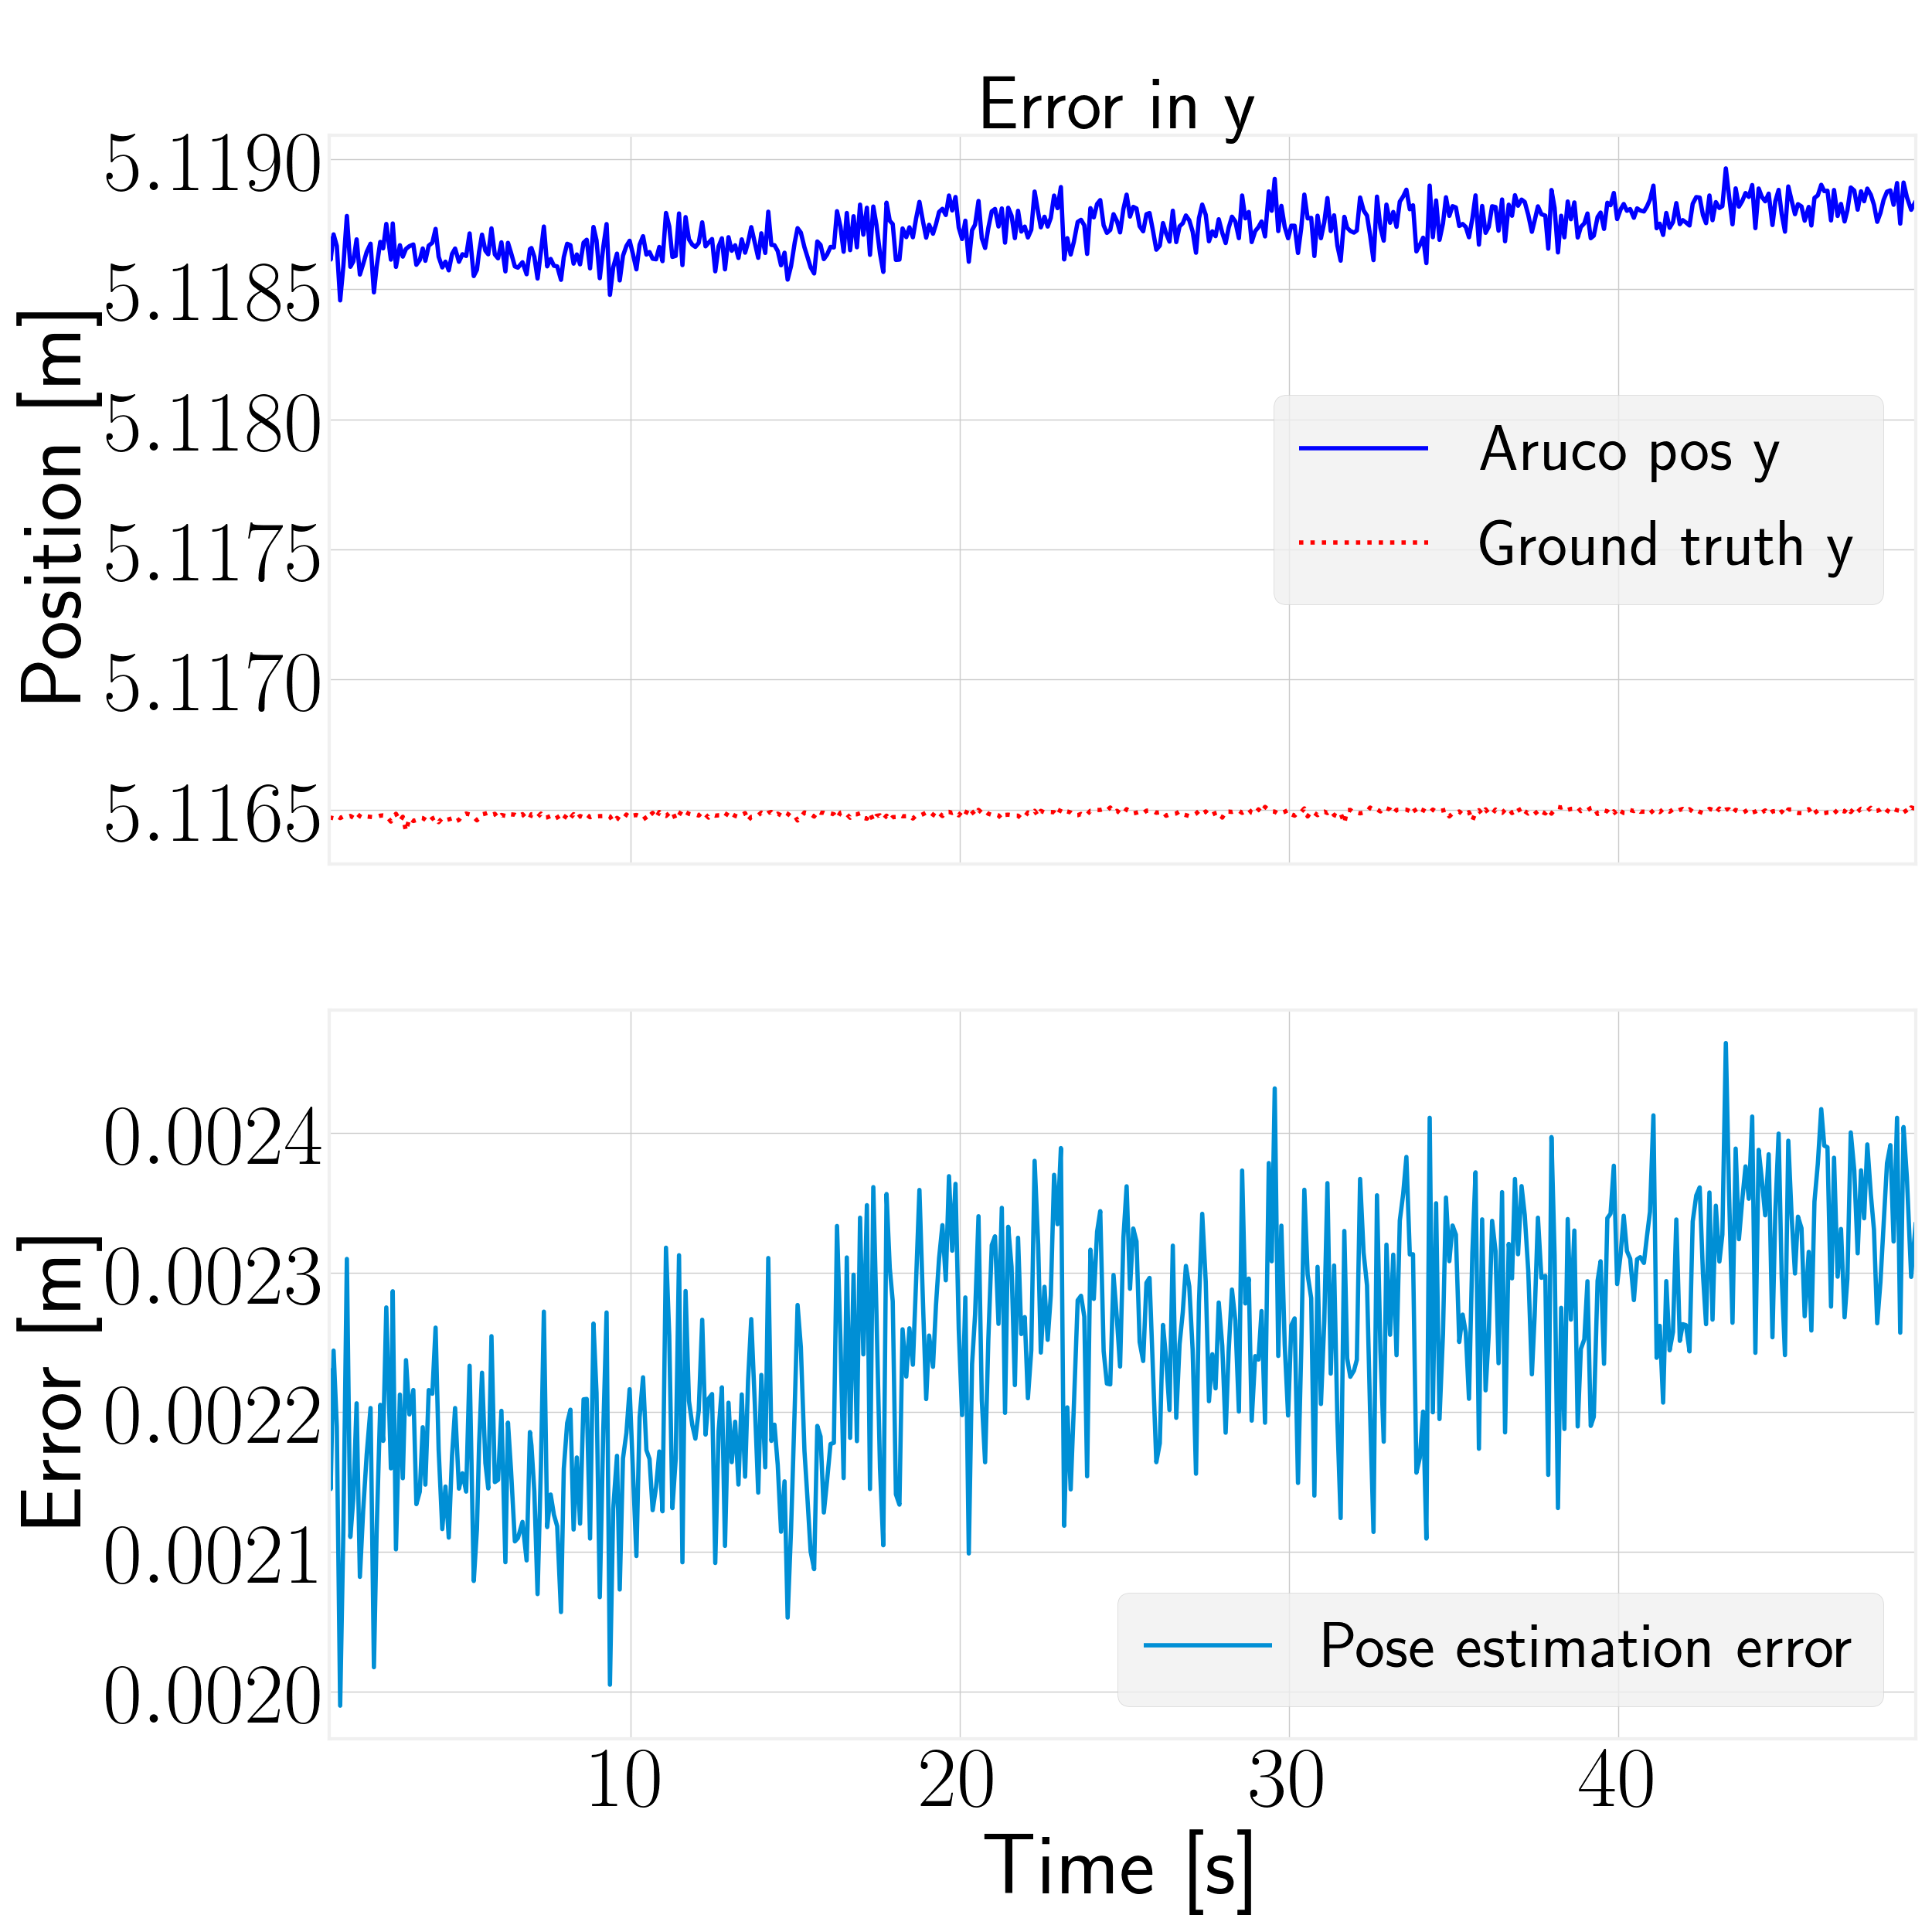 Error in y
Position [m]
5.1190
5.1185
5.1180
5.1175
5.1170
5.1165
Aruco pos y
Ground truth y
Error [m]
0.0024
0.0023
0.0022
0.0021
0.0020
Pose estimation error
10 20 30 40
Time [s]